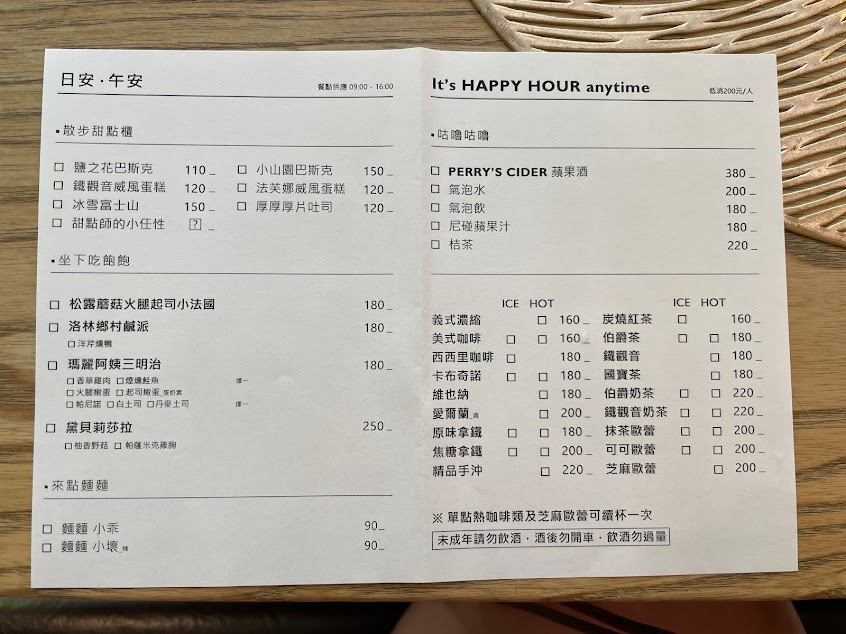 日安·午安
餐點供應 09:00 - 16:00
▪散步甜點櫃
□ 鹽之花巴斯克 110
□ 小山園巴斯克 150
□ 鐵觀音威風蛋糕 120
□ 法芙娜威風蛋糕 120
□ 冰雪富士山 150
□ 厚厚厚片吐司 120
□ 甜點師的小任性 ?
▪坐下吃飽飽
□ 松露蘑菇火腿起司小法國 180
□ 洛林鄉村鹹派 180
□洋芹燻鴨
□ 瑪麗阿姨三明治 180
□香草雞肉 □煙燻鮭魚 擇一
□火腿嫩蛋 □起司嫩蛋_蛋奶素
□帕尼諾 □白土司 □丹麥土司 擇一
□ 黛貝莉莎拉 250
□柚香野菇 □帕薩米克雞胸
▪來點麵麵
□ 麵麵 小乖 90
□ 麵麵 小壞_辣 90
It's HAPPY HOUR anytime
低消200元/人
▪咕嚕咕嚕
□ PERRY'S CIDER 蘋果酒 380
□ 氣泡水 200
□ 氣泡飲 180
□ 尼碰蘋果汁 180
□ 桔茶 220
ICE HOT
義式濃縮 □ 160
美式咖啡 □ □ 160
西西里咖啡 □ 180
卡布奇諾 □ □ 180
維也納 □ 180
愛爾蘭_酒 □ 200
原味拿鐵 □ □ 180
焦糖拿鐵 □ □ 200
精品手沖 □ 220
ICE HOT
炭燒紅茶 □ 160
伯爵茶 □ □ 180
鐵觀音 □ 180
國寶茶 □ 180
伯爵奶茶 □ □ 220
鐵觀音奶茶 □ □ 220
抹茶歐蕾 □ □ 200
可可歐蕾 □ □ 200
芝麻歐蕾 □ 200
※ 單點熱咖啡類及芝麻歐蕾可續杯一次
未成年請勿飲酒·酒後勿開車·飲酒勿過量